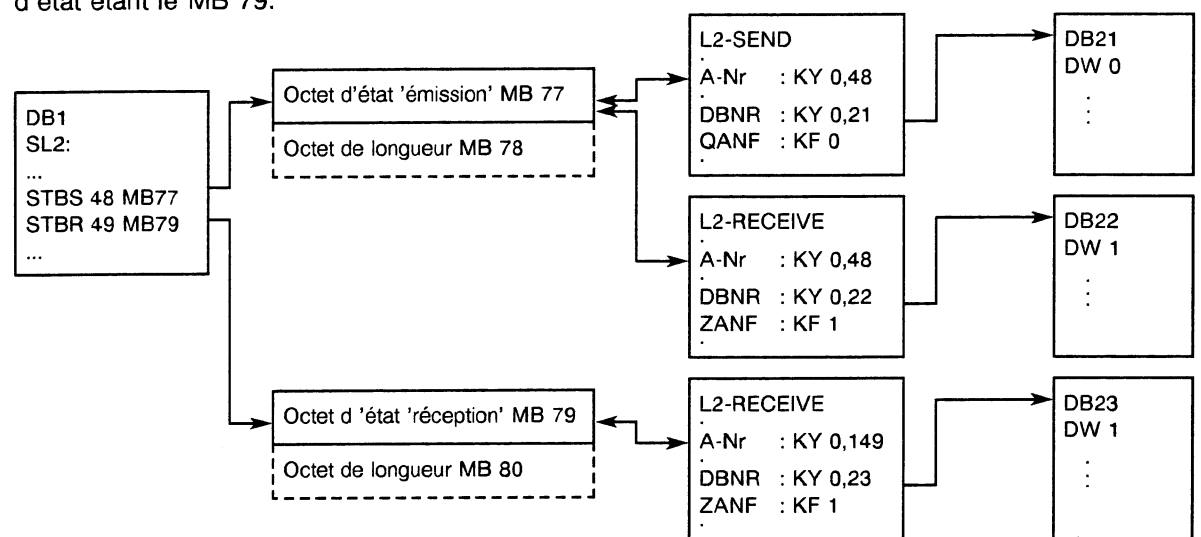 d'état étant le MB 79.
DB1
SL2:
...
STBS 48 MB77
STBR 49 MB79
...
Octet d'état 'émission' MB 77
Octet de longueur MB 78
Octet d 'état 'réception' MB 79
Octet de longueur MB 80
L2-SEND
.
A-Nr : KY 0,48
.
DBNR : KY 0,21
QANF : KF 0
.
DB21
DW 0
L2-RECEIVE
.
A-Nr : KY 0,48
.
DBNR : KY 0,22
ZANF : KF 1
.
DB22
DW 1
L2-RECEIVE
.
A-Nr : KY 0,149
.
DBNR : KY 0,23
ZANF : KF 1
.
DB23
DW 1